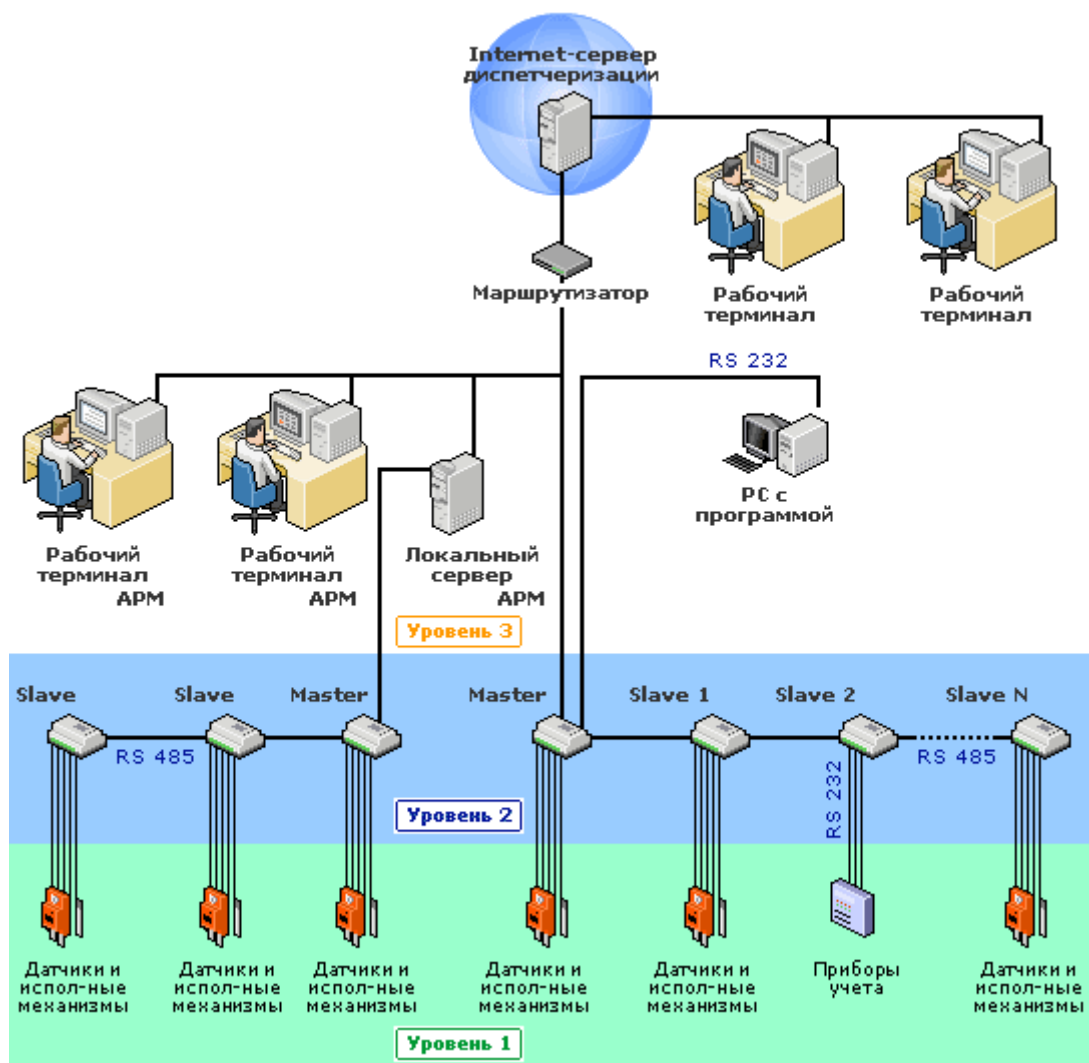 Internet-сервер
диспетчеризации
Маршрутизатор
Рабочий
терминал
Рабочий
терминал
RS 232
PC с
программой
Рабочий
терминал
АРМ
Рабочий
терминал
АРМ
Локальный
сервер
АРМ
Уровень 3
Slave
Slave
Master
Master
Slave 1
Slave 2
Slave N
RS 485
RS 232
RS 485
Уровень 2
Датчики и
испол-ные
механизмы
Датчики и
испол-ные
механизмы
Датчики и
испол-ные
механизмы
Датчики и
испол-ные
механизмы
Датчики и
испол-ные
механизмы
Приборы
учета
Датчики и
испол-ные
механизмы
Уровень 1